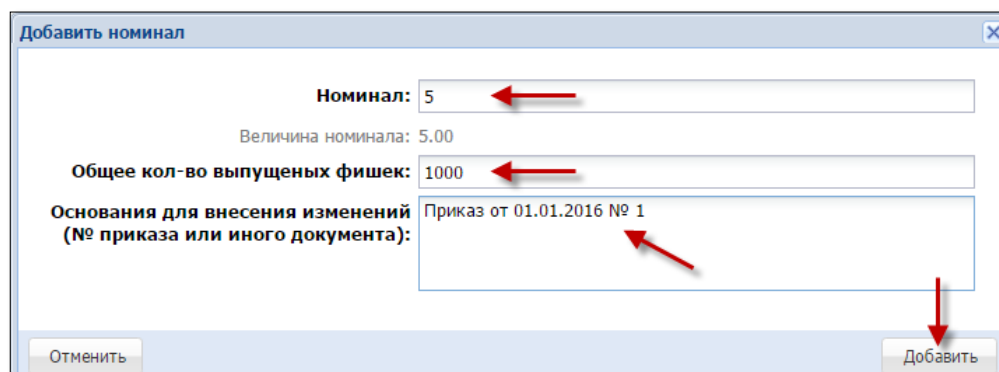 Добавить номинал
Номинал: 5
Величина номинала: 5.00
Общее кол-во выпущеных фишек: 1000
Основания для внесения изменений Приказ от 01.01.2016 № 1
(№ приказа или иного документа):
Отменить Добавить